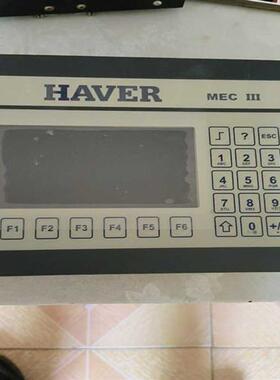 HAVER MEC III
? ESC
1 2 3
4 5 6
7 8 9
0 +/
F1 F2 F3 F4 F5 F6